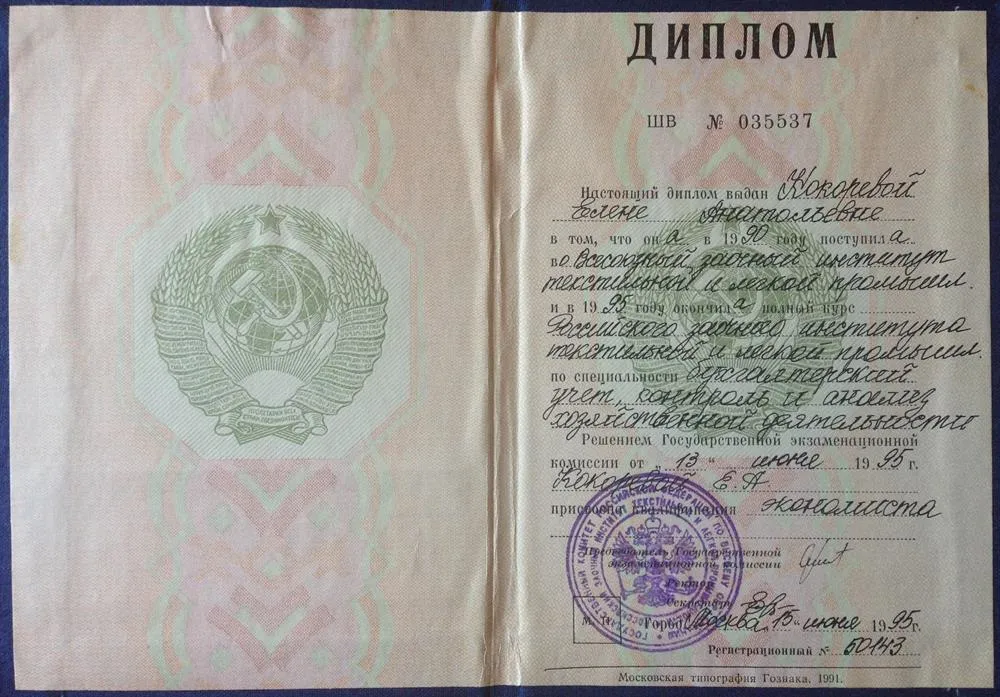 ДИПЛОМ
ШВ № 035537
Настоящий диплом выдан Кокоревой
Елене Анатольевне
в том, что он а в 1990 году поступил а
во Всесоюзный заочный институт
текстильной и легкой промышл.
и в 1995 году окончил а полный курс
Российского заочного института
текстильной и легкой промышл.
по специальности бухгалтерский
учет, контроль и анализ
хозяйственной деятельности
Решением Государственной экзаменационной
комиссии от „13“ июня 1995 г.
Кокоревой Е.А.
присвоена квалификация экономиста
Председатель Государственной
экзаменационной комиссии
Ректор
Секретарь
М. Город Москва „15“ июня 1995 г.
Регистрационный № 50143
Московская типография Гознака. 1991.